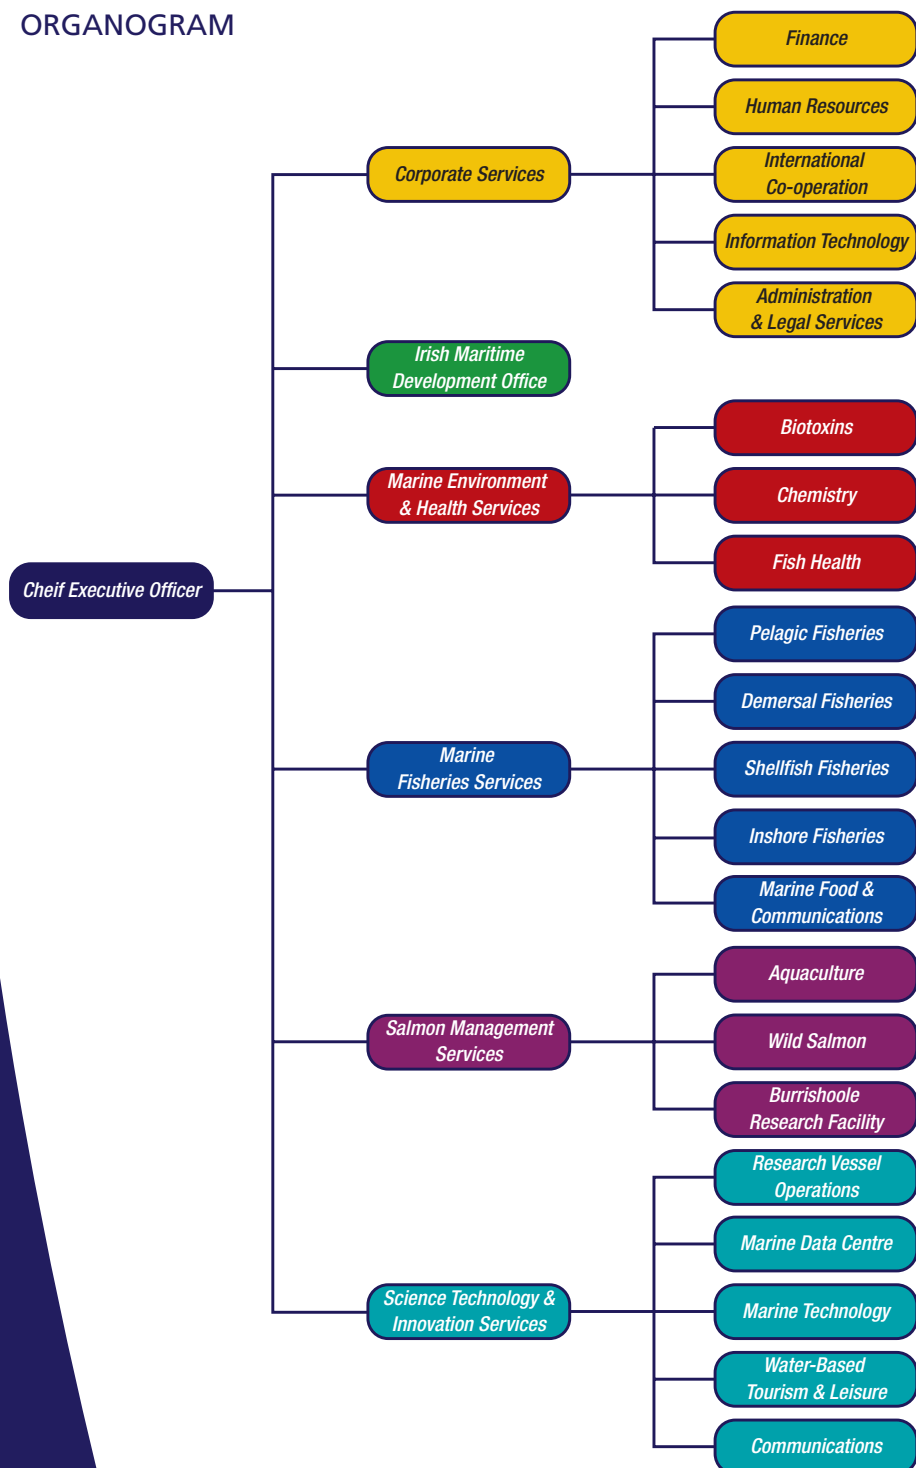 ORGANOGRAM
Finance
Human Resources
Corporate Services
International
Co-operation
Information Technology
Administration
& Legal Services
Irish Maritime
Development Office
Biotoxins
Marine Environment
& Health Services
Chemistry
Fish Health
Cheif Executive Officer
Pelagic Fisheries
Demersal Fisheries
Marine
Fisheries Services
Shellfish Fisheries
Inshore Fisheries
Marine Food &
Communications
Aquaculture
Salmon Management
Services
Wild Salmon
Burrishoole
Research Facility
Research Vessel
Operations
Marine Data Centre
Science Technology &
Innovation Services
Marine Technology
Water-Based
Tourism & Leisure
Communications